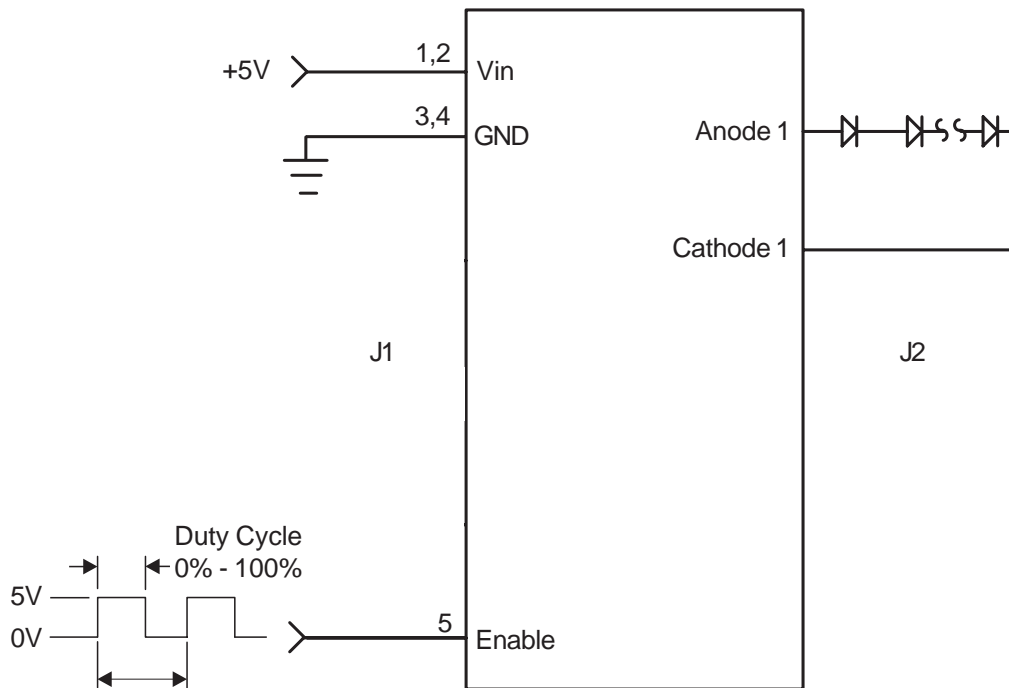 1,2
+5V
Vin
3,4
GND
Anode 1
Cathode 1
J1
J2
Duty Cycle
0% - 100%
5V
0V
5
Enable